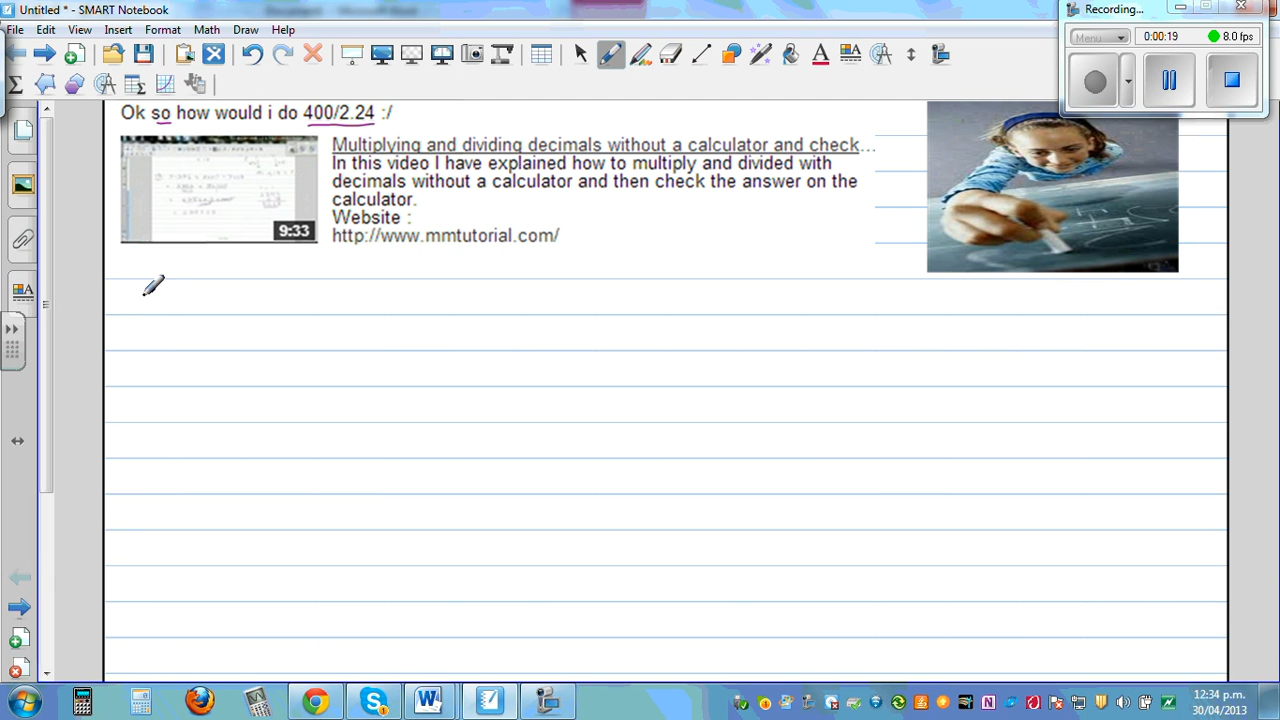 Untitled * - SMART Notebook
Recording...
File Edit View Insert Format Math Draw Help
Menu
0:00:19
8.0 fps
Ok so how would i do 400/2.24 :/
Multiplying and dividing decimals without a calculator and check...
In this video I have explained how to multiply and divided with
decimals without a calculator and then check the answer on the
calculator.
Website :
http://www.mmtutorial.com/
9:33
12:34 p.m.
30/04/2013